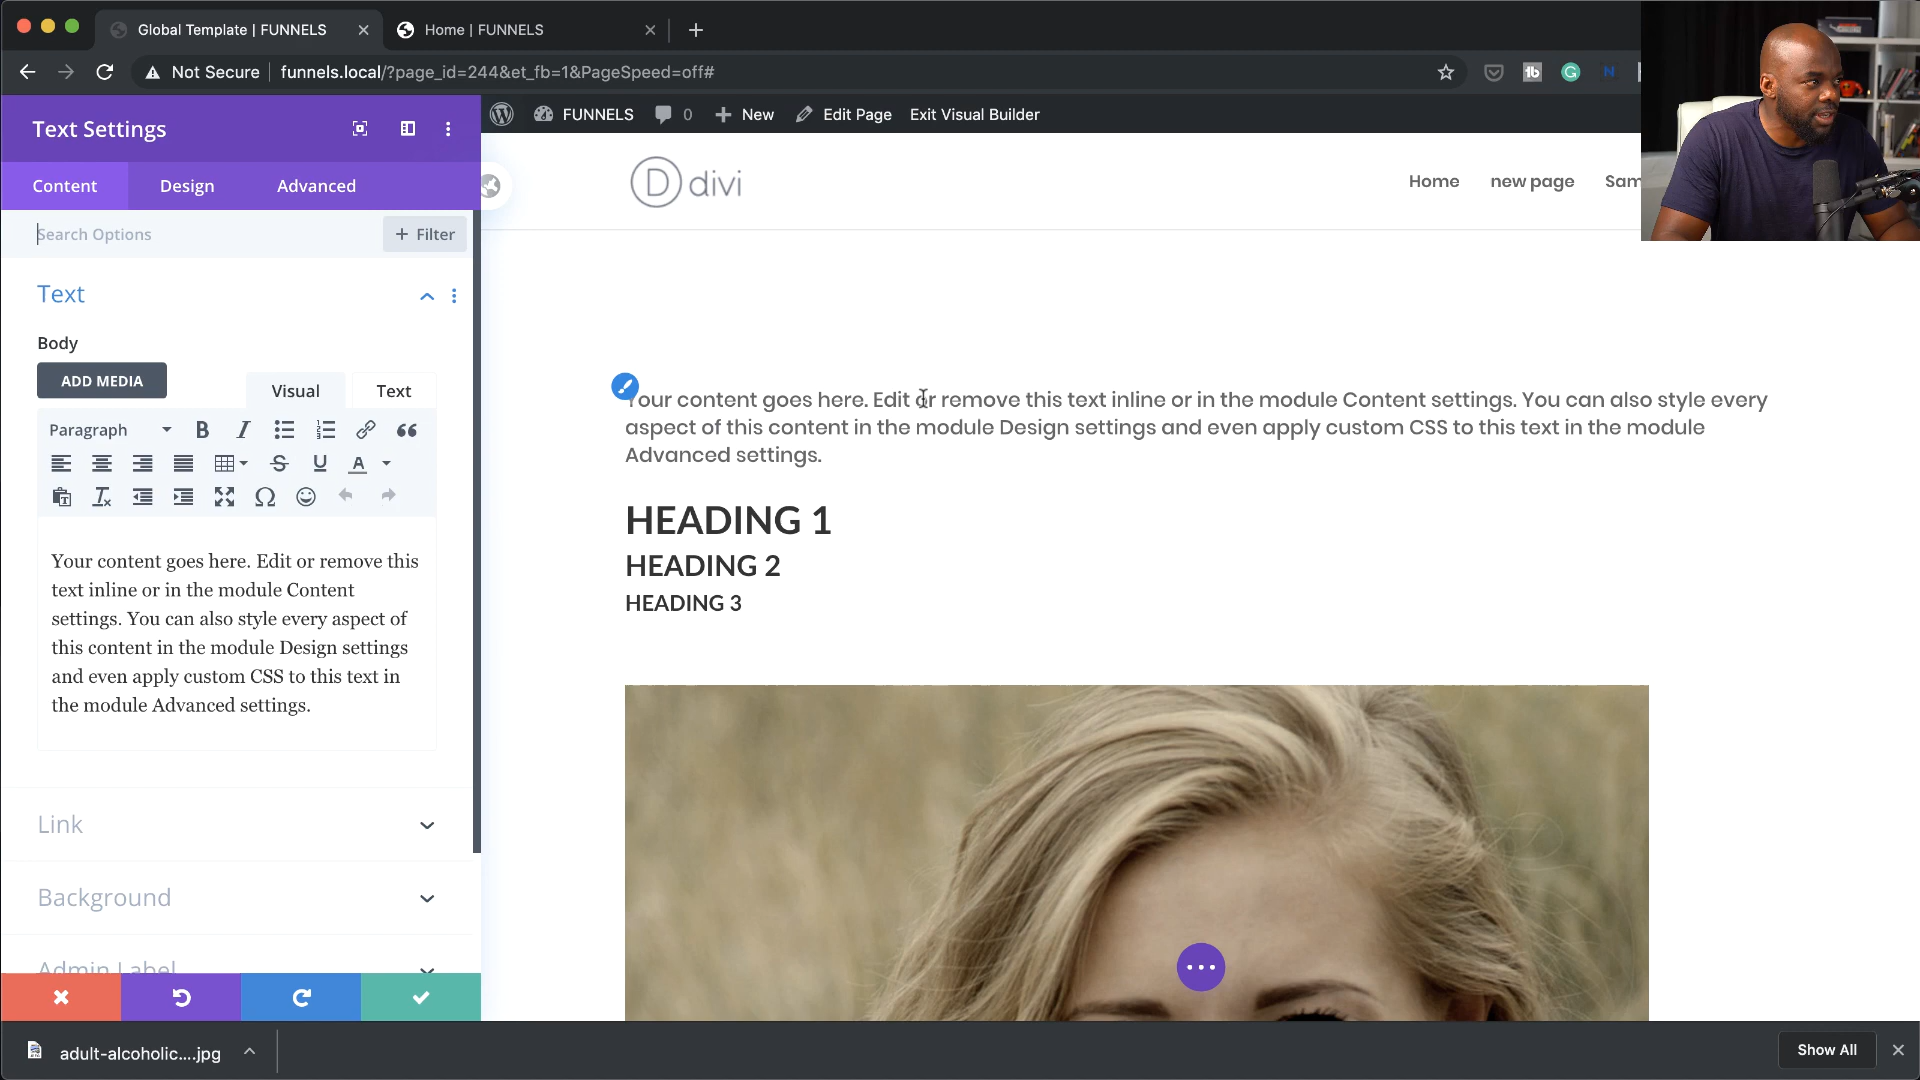 Global Template | FUNNELS
Home | FUNNELS
Not Secure
funnels.local/?page_id=244&et_fb=1&PageSpeed=off#
Text Settings
FUNNELS
0
New
Edit Page
Exit Visual Builder
Content
Design
Advanced
D divi
Home
new page
Sam
Search Options
+ Filter
Text
Body
ADD MEDIA
Visual
Text
Paragraph
Your content goes here. Edit or remove this
text inline or in the module Content
settings. You can also style every aspect of
this content in the module Design settings
and even apply custom CSS to this text in
the module Advanced settings.
Link
Background
Admin Label
Your content goes here. Edit or remove this text inline or in the module Content settings. You can also style every
aspect of this content in the module Design settings and even apply custom CSS to this text in the module
Advanced settings.
HEADING 1
HEADING 2
HEADING 3
adult-alcoholic....jpg
Show All